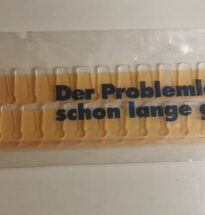 Der Probleml
schon lange g